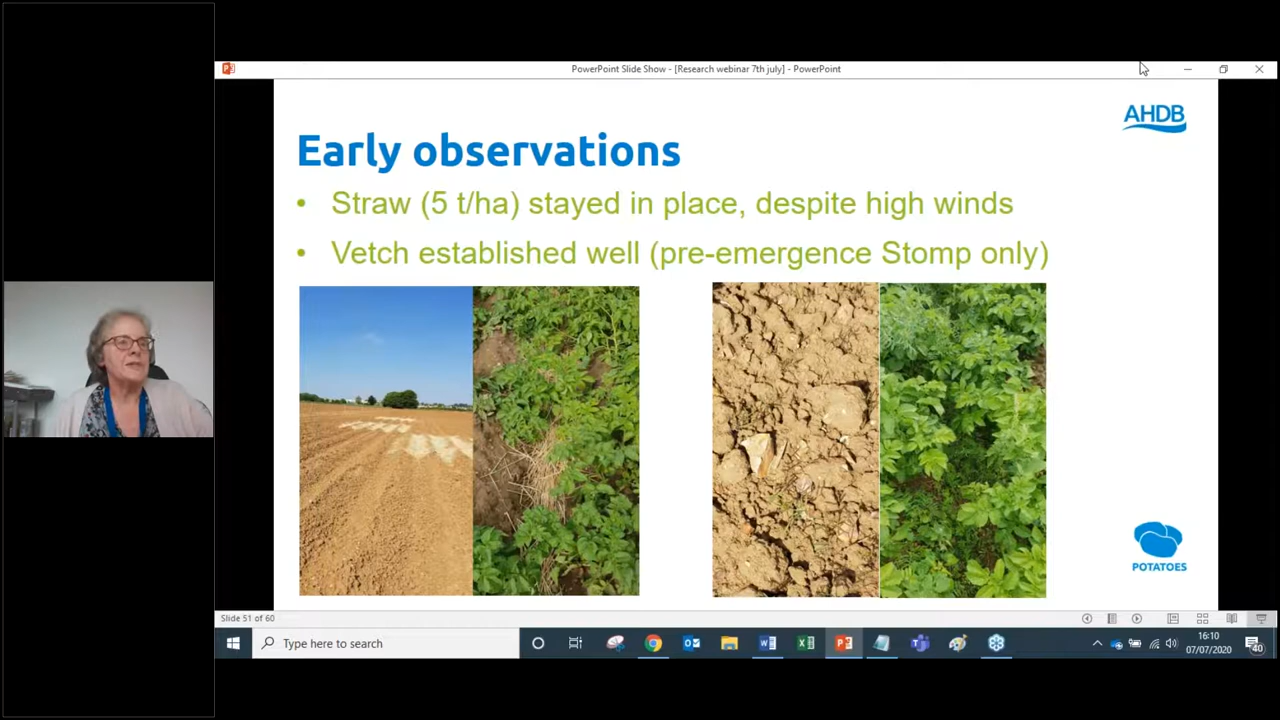 PowerPoint Slide Show - [Research webinar 7th july] - PowerPoint
AHDB
Early observations
• Straw (5 t/ha) stayed in place, despite high winds
• Vetch established well (pre-emergence Stomp only)
POTATOES
Slide 51 of 60
Type here to search
16:10
07/07/2020
40